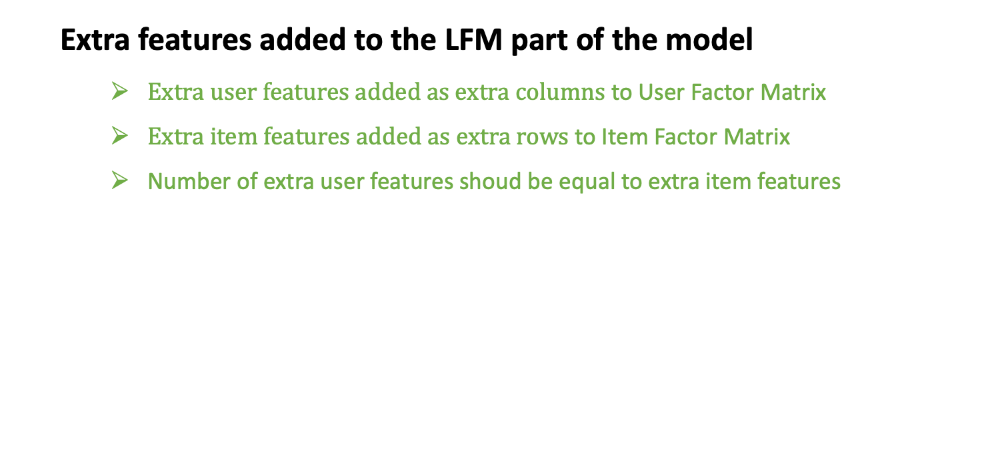 Extra features added to the LFM part of the model
➢ Extra user features added as extra columns to User Factor Matrix
➢ Extra item features added as extra rows to Item Factor Matrix
➢ Number of extra user features shoud be equal to extra item features